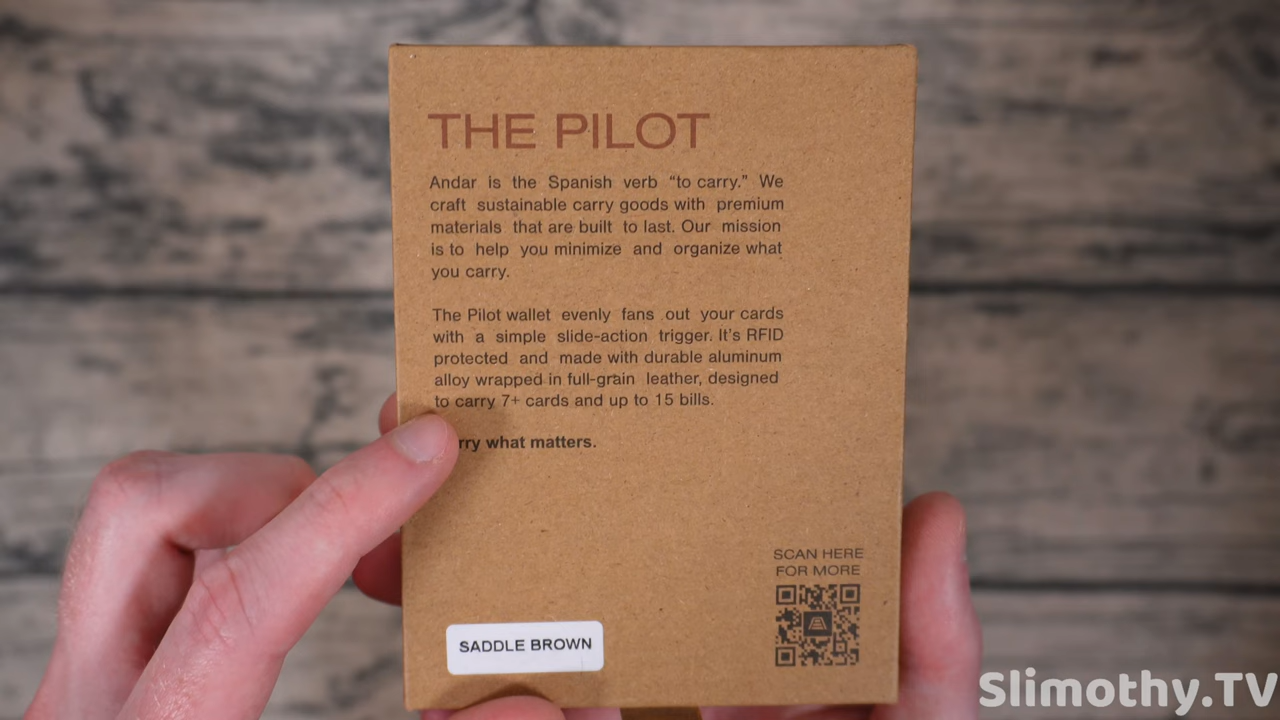 THE PILOT
Andar is the Spanish verb “to carry.” We
craft sustainable carry goods with premium
materials that are built to last. Our mission
is to help you minimize and organize what
you carry.
The Pilot wallet evenly fans out your cards
with a simple slide-action trigger. It's RFID
protected and made with durable aluminum
alloy wrapped in full-grain leather, designed
to carry 7+ cards and up to 15 bills.
what matters.
SCAN HERE
FOR MORE
SADDLE BROWN
Slimothy.TV